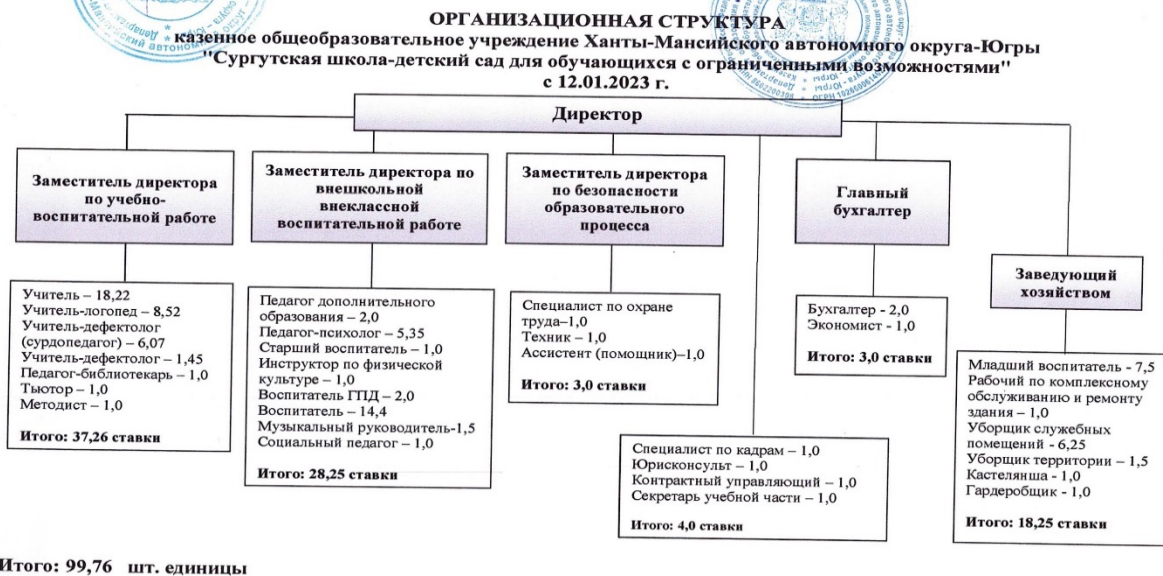 ОРГАНИЗАЦИОННАЯ СТРУКТУРА
казенное общеобразовательное учреждение Ханты-Мансийского автономного округа-Югры
"Сургутская школа-детский сад для обучающихся с ограниченными возможностями"
с 12.01.2023 г.
Директор
Заместитель директора
по учебно-
воспитательной работе
Заместитель директора по
внешкольной
внеклассной
воспитательной работе
Заместитель директора
по безопасности
образовательного
процесса
Главный
бухгалтер
Заведующий
хозяйством
Учитель – 18,22
Учитель-логопед – 8,52
Учитель-дефектолог
(сурдопедагог) – 6,07
Учитель-дефектолог – 1,45
Педагог-библиотекарь – 1,0
Тьютор – 1,0
Методист – 1,0
Итого: 37,26 ставки
Педагог дополнительного
образования – 2,0
Педагог-психолог – 5,35
Старший воспитатель – 1,0
Инструктор по физической
культуре – 1,0
Воспитатель ГПД – 2,0
Воспитатель – 14,4
Музыкальный руководитель-1,5
Социальный педагог – 1,0
Итого: 28,25 ставки
Специалист по охране
труда–1,0
Техник – 1,0
Ассистент (помощник)–1,0
Итого: 3,0 ставки
Специалист по кадрам – 1,0
Юрисконсульт – 1,0
Контрактный управляющий – 1,0
Секретарь учебной части – 1,0
Итого: 4,0 ставки
Бухгалтер - 2,0
Экономист - 1,0
Итого: 3,0 ставки
Младший воспитатель - 7,5
Рабочий по комплексному
обслуживанию и ремонту
здания – 1,0
Уборщик служебных
помещений - 6,25
Уборщик территории – 1,5
Кастелянша - 1,0
Гардеробщик - 1,0
Итого: 18,25 ставки
Итого: 99,76 шт. единицы